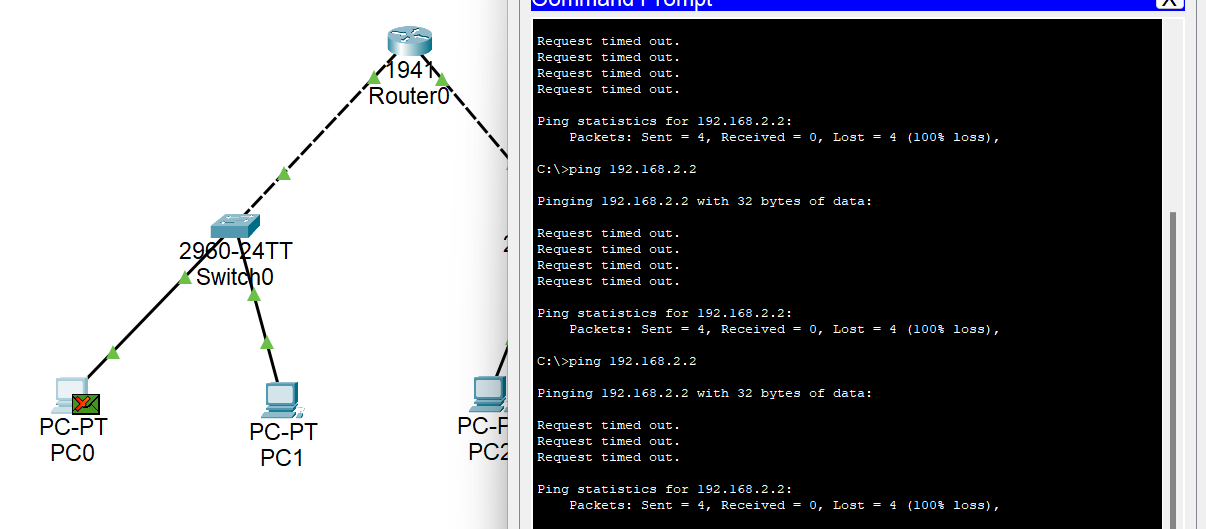 1941
Router0
2960-24TT
Switch0
PC-PT
PC0
PC-PT
PC1
PC2
Command Prompt
X
Request timed out.
Request timed out.
Request timed out.
Request timed out.
Ping statistics for 192.168.2.2:
Packets: Sent = 4, Received = 0, Lost = 4 (100% loss),
C:\>ping 192.168.2.2
Pinging 192.168.2.2 with 32 bytes of data:
Request timed out.
Request timed out.
Request timed out.
Request timed out.
Ping statistics for 192.168.2.2:
Packets: Sent = 4, Received = 0, Lost = 4 (100% loss),
C:\>ping 192.168.2.2
Pinging 192.168.2.2 with 32 bytes of data:
Request timed out.
Request timed out.
Request timed out.
Ping statistics for 192.168.2.2:
Packets: Sent = 4, Received = 0, Lost = 4 (100% loss),